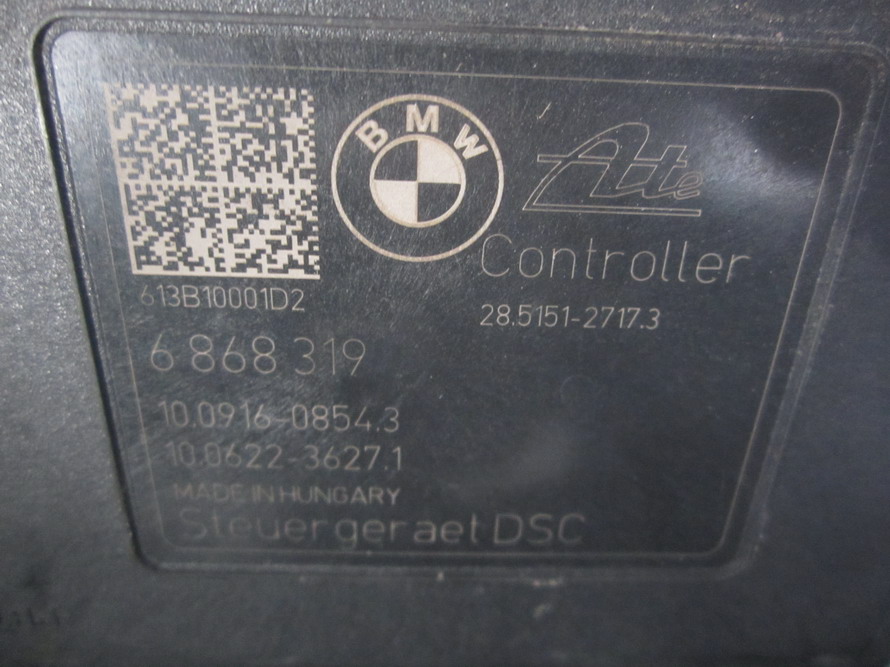 BMW
Ate
Controller
613B10001D2
28.5151-2717.3
6 868 319
10.0916-0854.3
10.0622-3627.1
MADE IN HUNGARY
Steuergeraet DSC